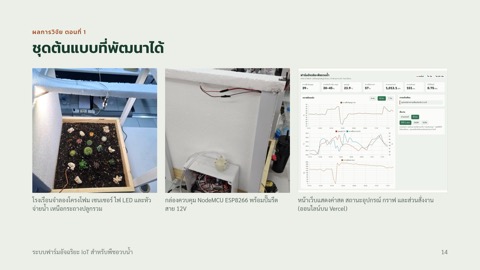 ผลการวิจัย ตอนที่ 1
ชุดต้นแบบที่พัฒนาได้
โรงเรือนจำลองโครงโฟม เซนเซอร์ ไฟ LED และหัว
จ่ายน้ำ เหนือกระถางปลูกรวม
กล่องควบคุม NodeMCU ESP8266 พร้อมปั๊มรีด
สาย 12V
หน้าเว็บแสดงค่าสด สถานะอุปกรณ์ กราฟ และส่วนสั่งงาน
(ออนไลน์บน Vercel)
ระบบฟาร์มอัจฉริยะ IoT สำหรับพืชอวบน้ำ
14